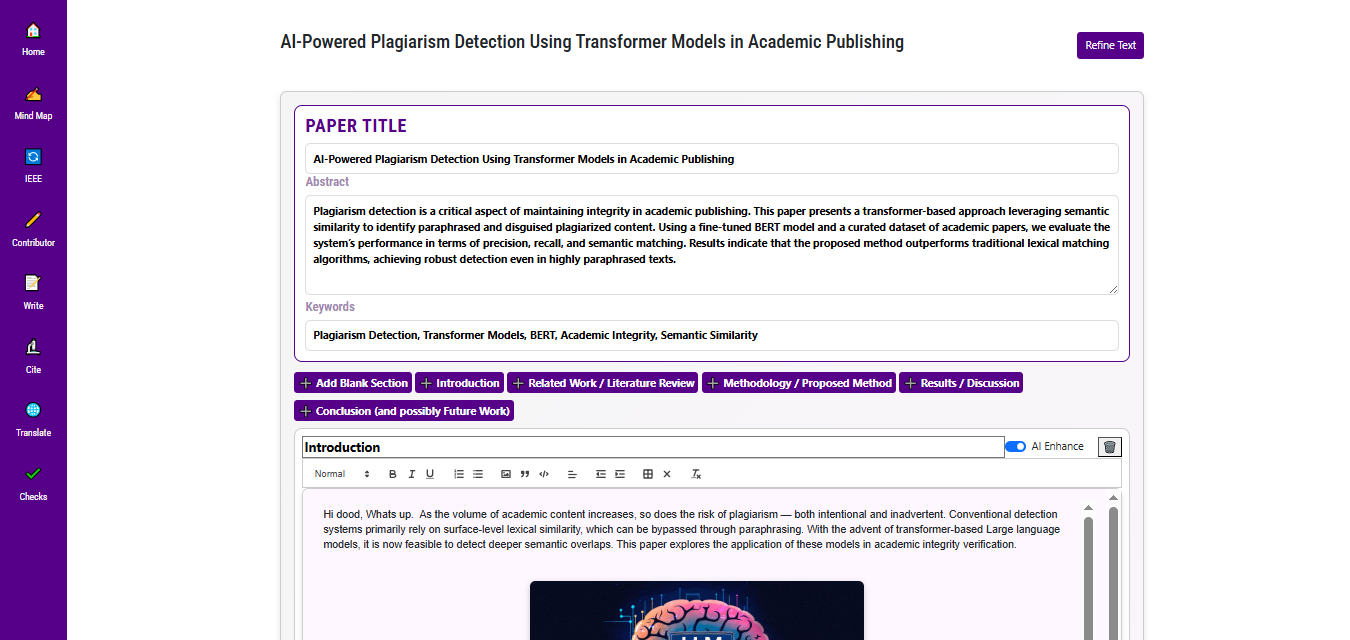 Home
Mind Map
IEEE
Contributor
Write
Cite
Translate
Checks
AI-Powered Plagiarism Detection Using Transformer Models in Academic Publishing
Refine Text
PAPER TITLE
AI-Powered Plagiarism Detection Using Transformer Models in Academic Publishing
Abstract
Plagiarism detection is a critical aspect of maintaining integrity in academic publishing. This paper presents a transformer-based approach leveraging semantic
similarity to identify paraphrased and disguised plagiarized content. Using a fine-tuned BERT model and a curated dataset of academic papers, we evaluate the
system's performance in terms of precision, recall, and semantic matching. Results indicate that the proposed method outperforms traditional lexical matching
algorithms, achieving robust detection even in highly paraphrased texts.
Keywords
Plagiarism Detection, Transformer Models, BERT, Academic Integrity, Semantic Similarity
Add Blank Section Introduction Related Work / Literature Review Methodology / Proposed Method Results / Discussion
Conclusion (and possibly Future Work)
Introduction AI Enhance
Normal B I U
Hi dood, Whats up. As the volume of academic content increases, so does the risk of plagiarism — both intentional and inadvertent. Conventional detection
systems primarily rely on surface-level lexical similarity, which can be bypassed through paraphrasing. With the advent of transformer-based Large language
models, it is now feasible to detect deeper semantic overlaps. This paper explores the application of these models in academic integrity verification.